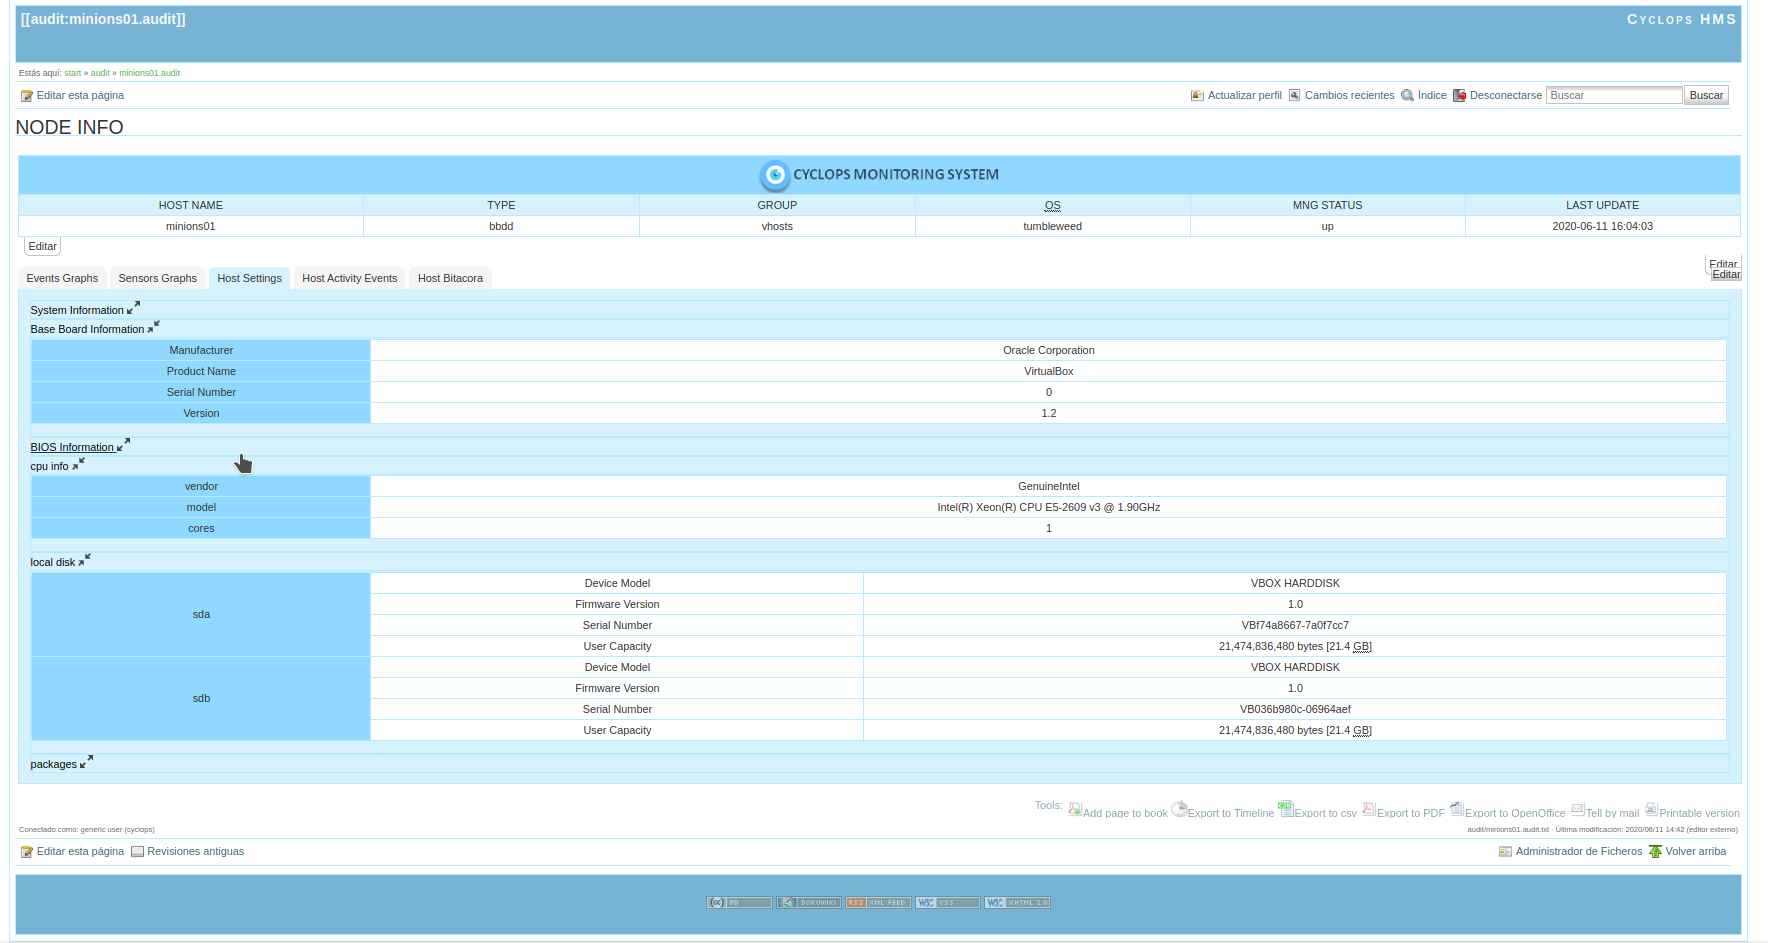 [[audit:minions01.audit]] Cyclops HMS
Estás aquí: start » audit » minions01.audit
Editar esta página Actualizar perfil Cambios recientes Índice Desconectarse Buscar Buscar
NODE INFO
CYCLOPS MONITORING SYSTEM
HOST NAME TYPE GROUP OS MNG STATUS LAST UPDATE
minions01 bbdd vhosts tumbleweed up 2020-06-11 16:04:03
Editar
Editar
Events Graphs Sensors Graphs Host Settings Host Activity Events Host Bitacora Editar
System Information
Base Board Information
Manufacturer Oracle Corporation
Product Name VirtualBox
Serial Number 0
Version 1.2
BIOS Information
cpu info
vendor GenuineIntel
model Intel(R) Xeon(R) CPU E5-2609 v3 @ 1.90GHz
cores 1
local disk
sda
Device Model VBOX HARDDISK
Firmware Version 1.0
Serial Number VBf74a8667-7a0f7cc7
User Capacity 21,474,836,480 bytes [21.4 GB]
sdb
Device Model VBOX HARDDISK
Firmware Version 1.0
Serial Number VB036b980c-06964aef
User Capacity 21,474,836,480 bytes [21.4 GB]
packages
Tools: Add page to book Export to Timeline Export to csv Export to PDF Export to OpenOffice Tell by mail Printable version
Conectado como: generic user (cyclops) audit/minions01.audit.txt · Última modificación: 2020/06/11 14:42 (editor externo)
Editar esta página Revisiones antiguas Administrador de Ficheros Volver arriba
(cc) PD DOKUWIKI RSS XML FEED W3C CSS W3C XHTML 1.0